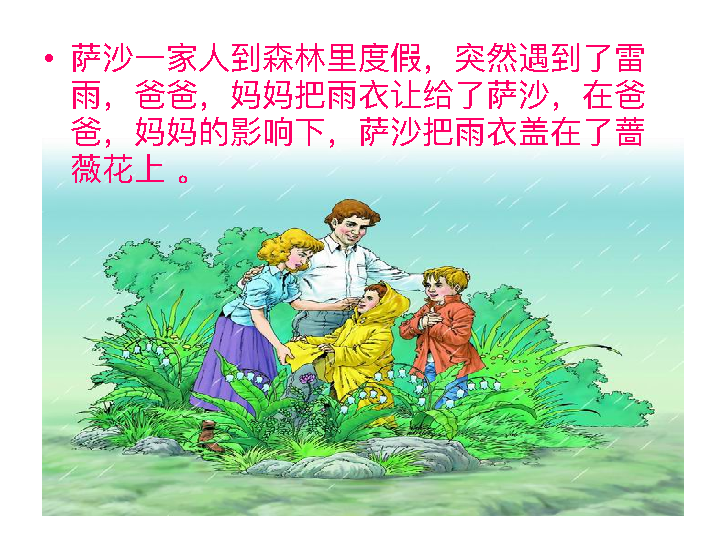 • 萨沙一家人到森林里度假，突然遇到了雷
雨，爸爸，妈妈把雨衣让给了萨沙，在爸
爸，妈妈的影响下，萨沙把雨衣盖在了蔷
薇花上 。